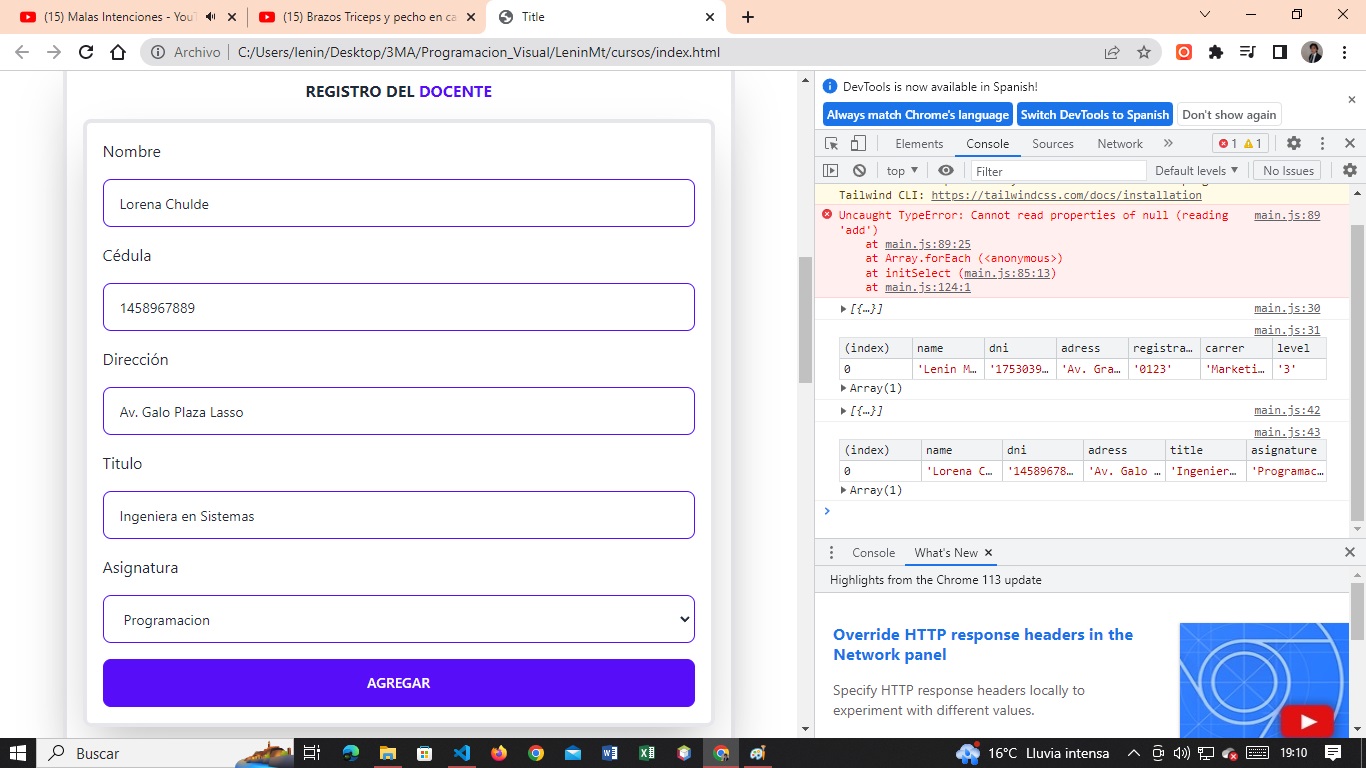 (15) Malas Intenciones - YouT
(15) Brazos Triceps y pecho en ca
Title
Archivo
C:/Users/lenin/Desktop/3MA/Programacion_Visual/LeninMt/cursos/index.html
REGISTRO DEL DOCENTE
Nombre
Lorena Chulde
Cédula
1458967889
Dirección
Av. Galo Plaza Lasso
Titulo
Ingeniera en Sistemas
Asignatura
Programacion
AGREGAR
DevTools is now available in Spanish!
Always match Chrome's language
Switch DevTools to Spanish
Don't show again
Elements
Console
Sources
Network
1
1
top
Filter
Default levels
No Issues
Tailwind CLI: https://tailwindcss.com/docs/installation
Uncaught TypeError: Cannot read properties of null (reading main.js:89
'add')
at main.js:89:25
at Array.forEach (<anonymous>)
at initSelect (main.js:85:13)
at main.js:124:1
[{…}] main.js:30
main.js:31
(index) name dni adress registra… carrer level
0 'Lenin M… '1753039… 'Av. Gra… '0123' 'Marketi… '3'
Array(1)
[{…}] main.js:42
main.js:43
(index) name dni adress title asignature
0 'Lorena C… '14589678… 'Av. Galo … 'Ingenier… 'Programac…
Array(1)
Console
What's New
Highlights from the Chrome 113 update
Override HTTP response headers in the
Network panel
Specify HTTP response headers locally to
experiment with different values.
Buscar
16°C Lluvia intensa
19:10